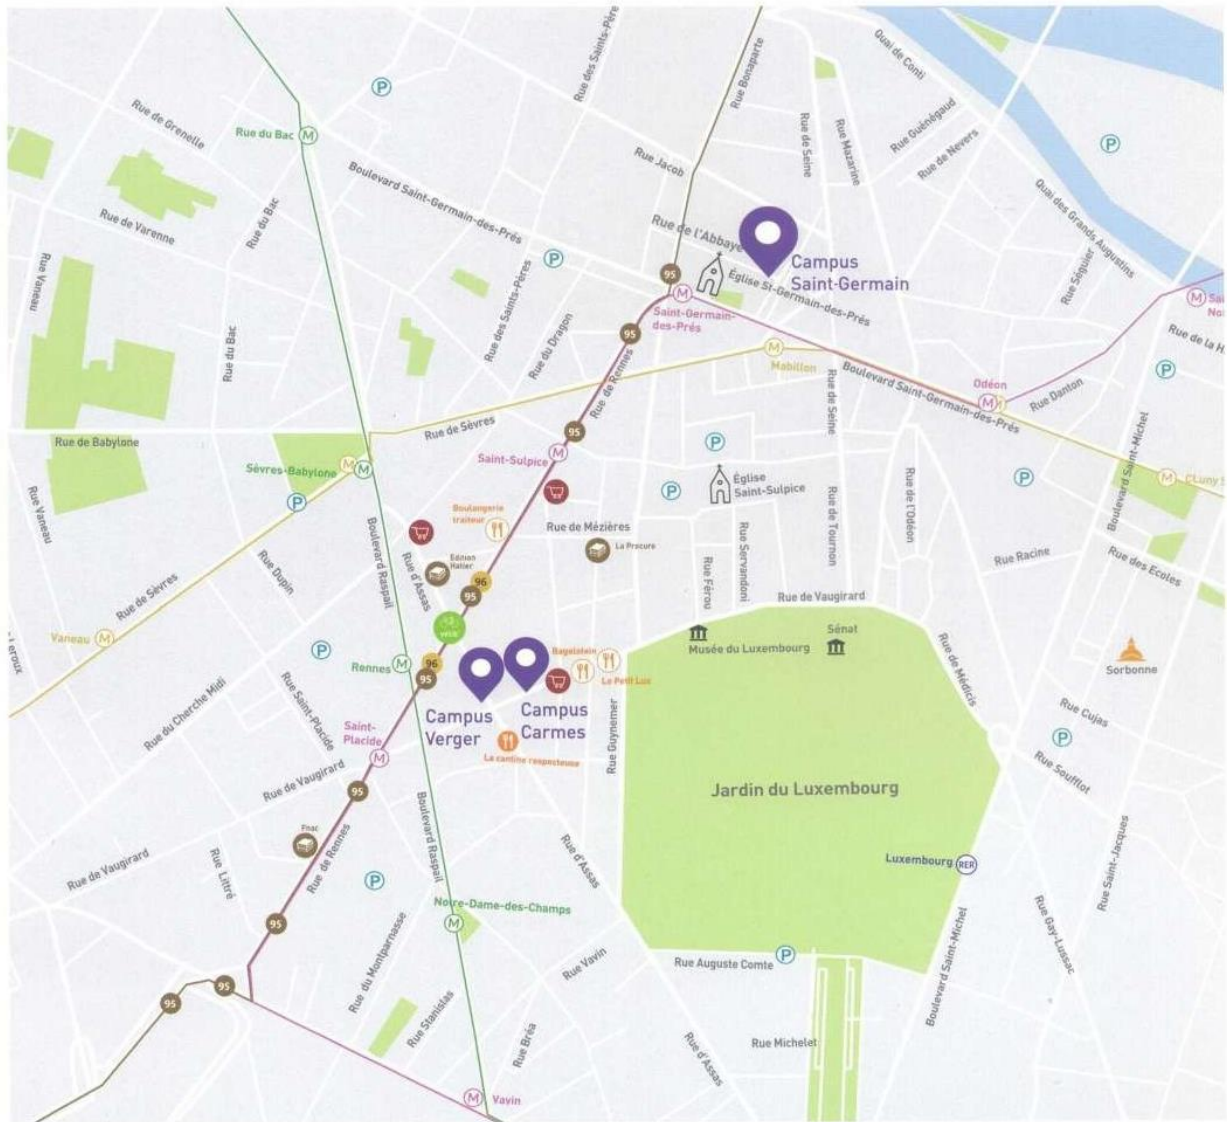 Quai de Conti
Rue des Saints-Père
Rue Bonaparte
P
Rue de Grenelle
Rue du Bac
M
Rue Guénégaud
Rue de Seine
Rue Mazarine
Rue de Nevers
P
Rue Jacob
Boulevard Saint-Germain-des-Prés
Rue de Varenne
Rue du Bac
Quai des Grands Augustins
Rue de l'Abbaye
Rue Vaneau
P
95
Campus
Saint-Germain
Église St-Germain-des-Prés
Rue Séguier
M
Saint-Germain-
des-Prés
M
Rue des Saints-Pères
Rue du Dragon
95
Rue de Rennes
Rue du Bac
M
Mabillon
Boulevard Saint-Germain-des-Prés
Odéon
M
Rue Danton
Rue de la H
P
Rue de Seine
Rue de Babylone
Rue de Sèvres
95
P
Boulevard Saint-Michel
Sèvres-Babylone
M
M
Saint-Sulpice
M
Église
Saint-Sulpice
P
P
P
M
Rue Vaneau
Boulangerie
traiteur
Rue de Mézières
La Procure
Rue de Tournon
Rue de l'Odéon
Boulevard Raspail
Rue d'Assas
Rue Servandoni
Rue Férou
Rue Racine
Rue des Ecoles
Rue Dupin
96
95
Rue de Sèvres
Rue de Vaugirard
Vaneau
M
Leroux
P
Rennes
M
96
95
Bagelstein
Le Petit Lux
Musée du Luxembourg
Sénat
Rue de Médicis
Sorbonne
Rue du Cherche Midi
Rue Saint-Placide
Campus
Verger
Campus
Carmes
Rue Guynemer
Rue Cujas
P
Saint-
Placide
M
La cantine respecteuse
Rue Soufflot
Rue de Vaugirard
95
Jardin du Luxembourg
Boulevard Raspail
Fnac
Rue de Rennes
Rue de Vaugirard
Rue Littré
P
Rue d'Assas
Luxembourg
RER
Rue Saint-Jacques
Notre-Dame-des-Champs
M
95
Rue du Montparnasse
Rue Vavin
Rue Auguste Comte
P
Boulevard Saint-Michel
Rue Gay-Lussac
95
95
Rue Stanislas
Rue Bréa
Rue d'Assas
Rue Michelet
M
Vavin